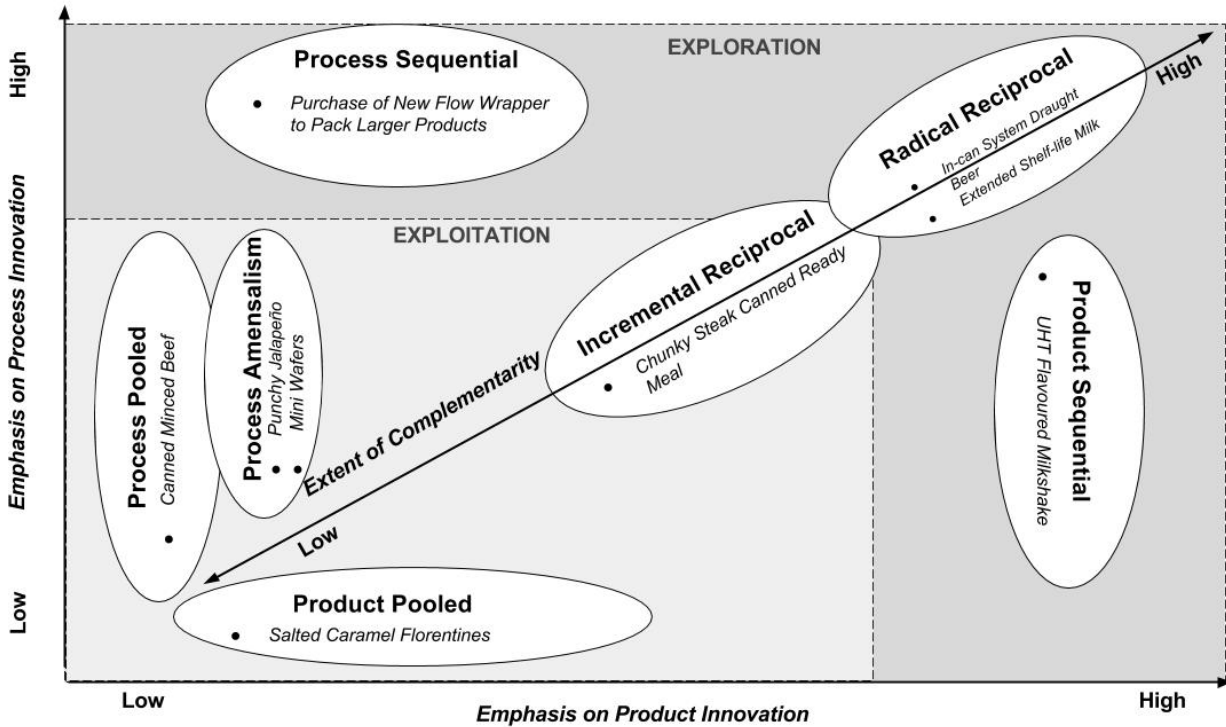 High
Emphasis on Process Innovation
Low
EXPLORATION
Process Sequential
• Purchase of New Flow Wrapper
to Pack Larger Products
Radical Reciprocal
• In-can System Draught
Beer
• Extended Shelf-life Milk
High
EXPLOITATION
Process Pooled
• Canned Minced Beef
Process Amensalism
• Punchy Jalapeño
• Mini Wafers
Incremental Reciprocal
• Chunky Steak Canned Ready
Meal
Extent of Complementarity
Low
Product Sequential
• UHT Flavoured Milkshake
Product Pooled
• Salted Caramel Florentines
Low
Emphasis on Product Innovation
High